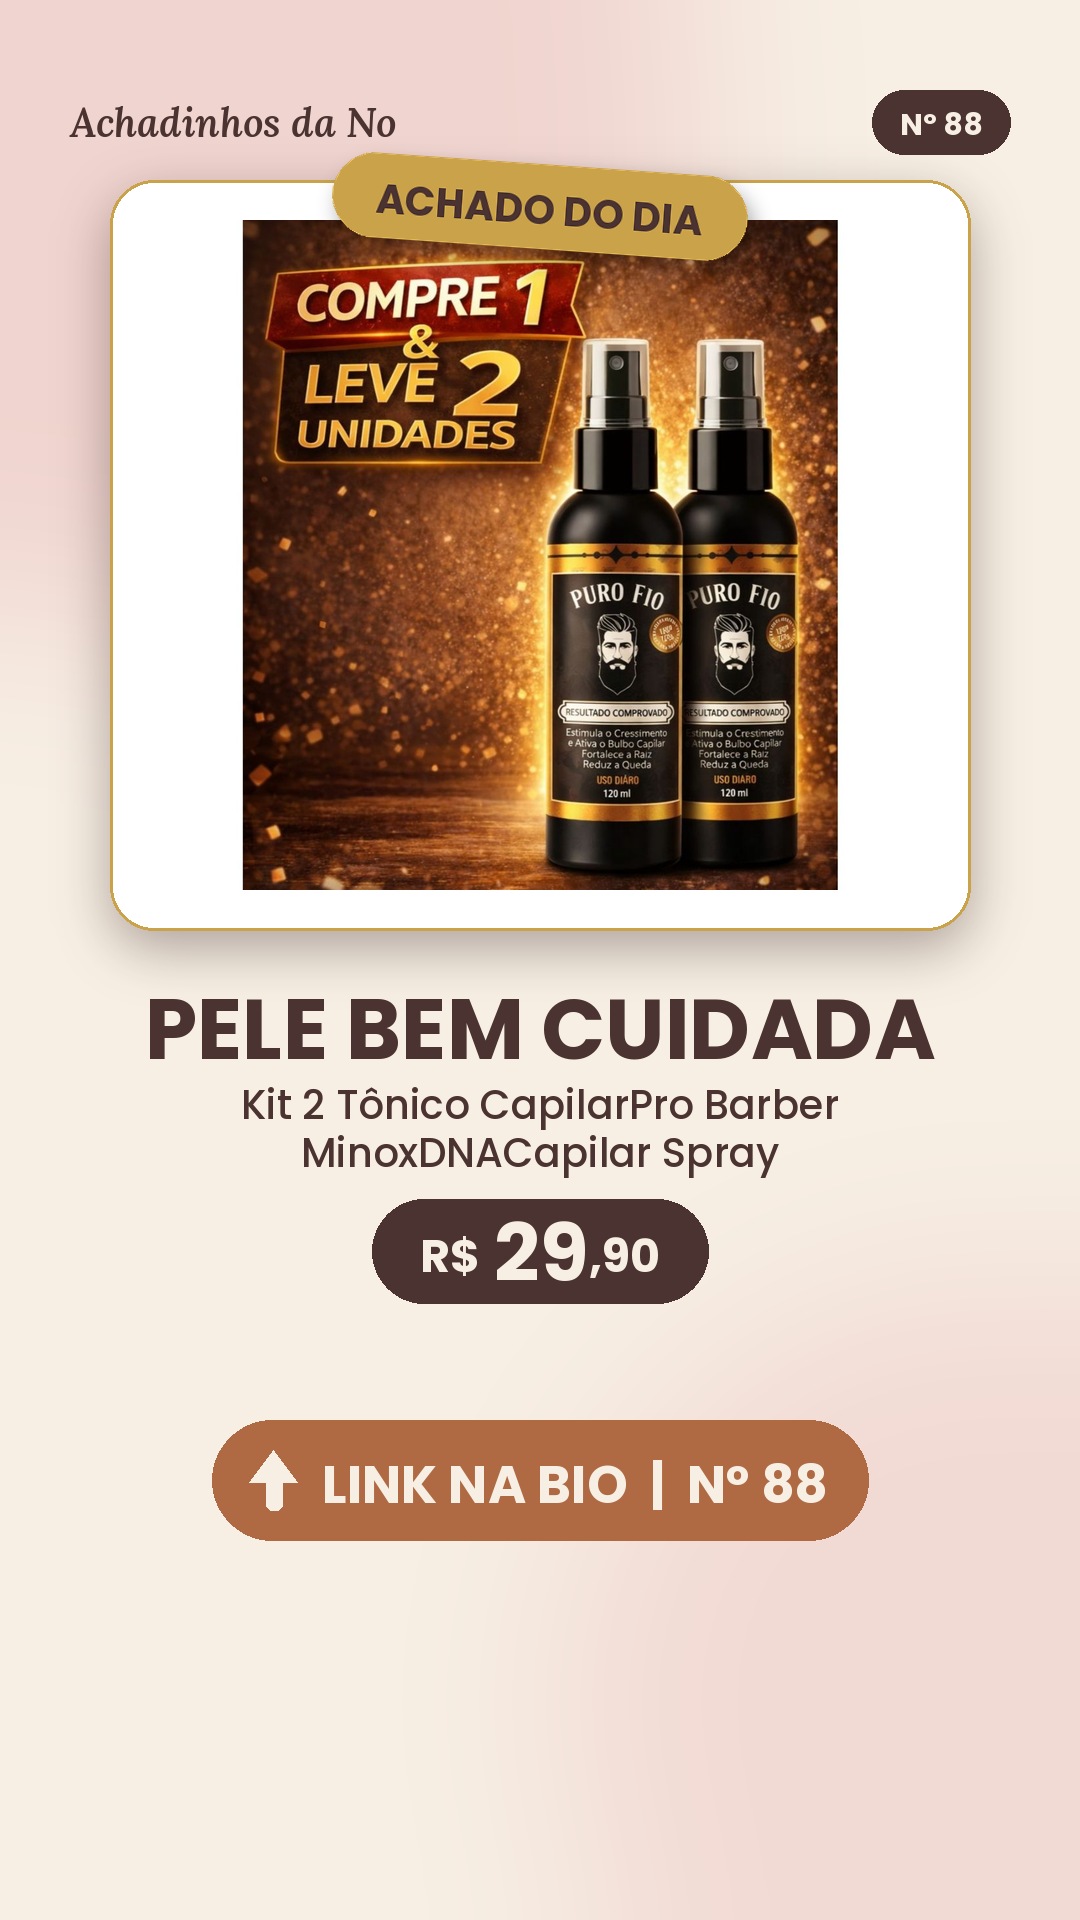 Achadinhos da No
Nº 88
ACHADO DO DIA
COMPRE 1
&
LEVE 2
UNIDADES
PURO FIO
RESULTADO COMPROVADO
Estimula o Cressimento
e Ativa o Bulbo Capilar
Fortalece a Raiz
Reduz a Queda
USO DIÁRO
120 ml
PURO FIO
RESULTADO COMPROVADO
Estimula o Crestimento
e Ativa o Bulbo Capilar
Fortalece a Raiz
Reduz a Queda
USO DIARO
120 ml
PELE BEM CUIDADA
Kit 2 Tônico CapilarPro Barber
MinoxDNACapilar Spray
R$ 29,90
LINK NA BIO | Nº 88